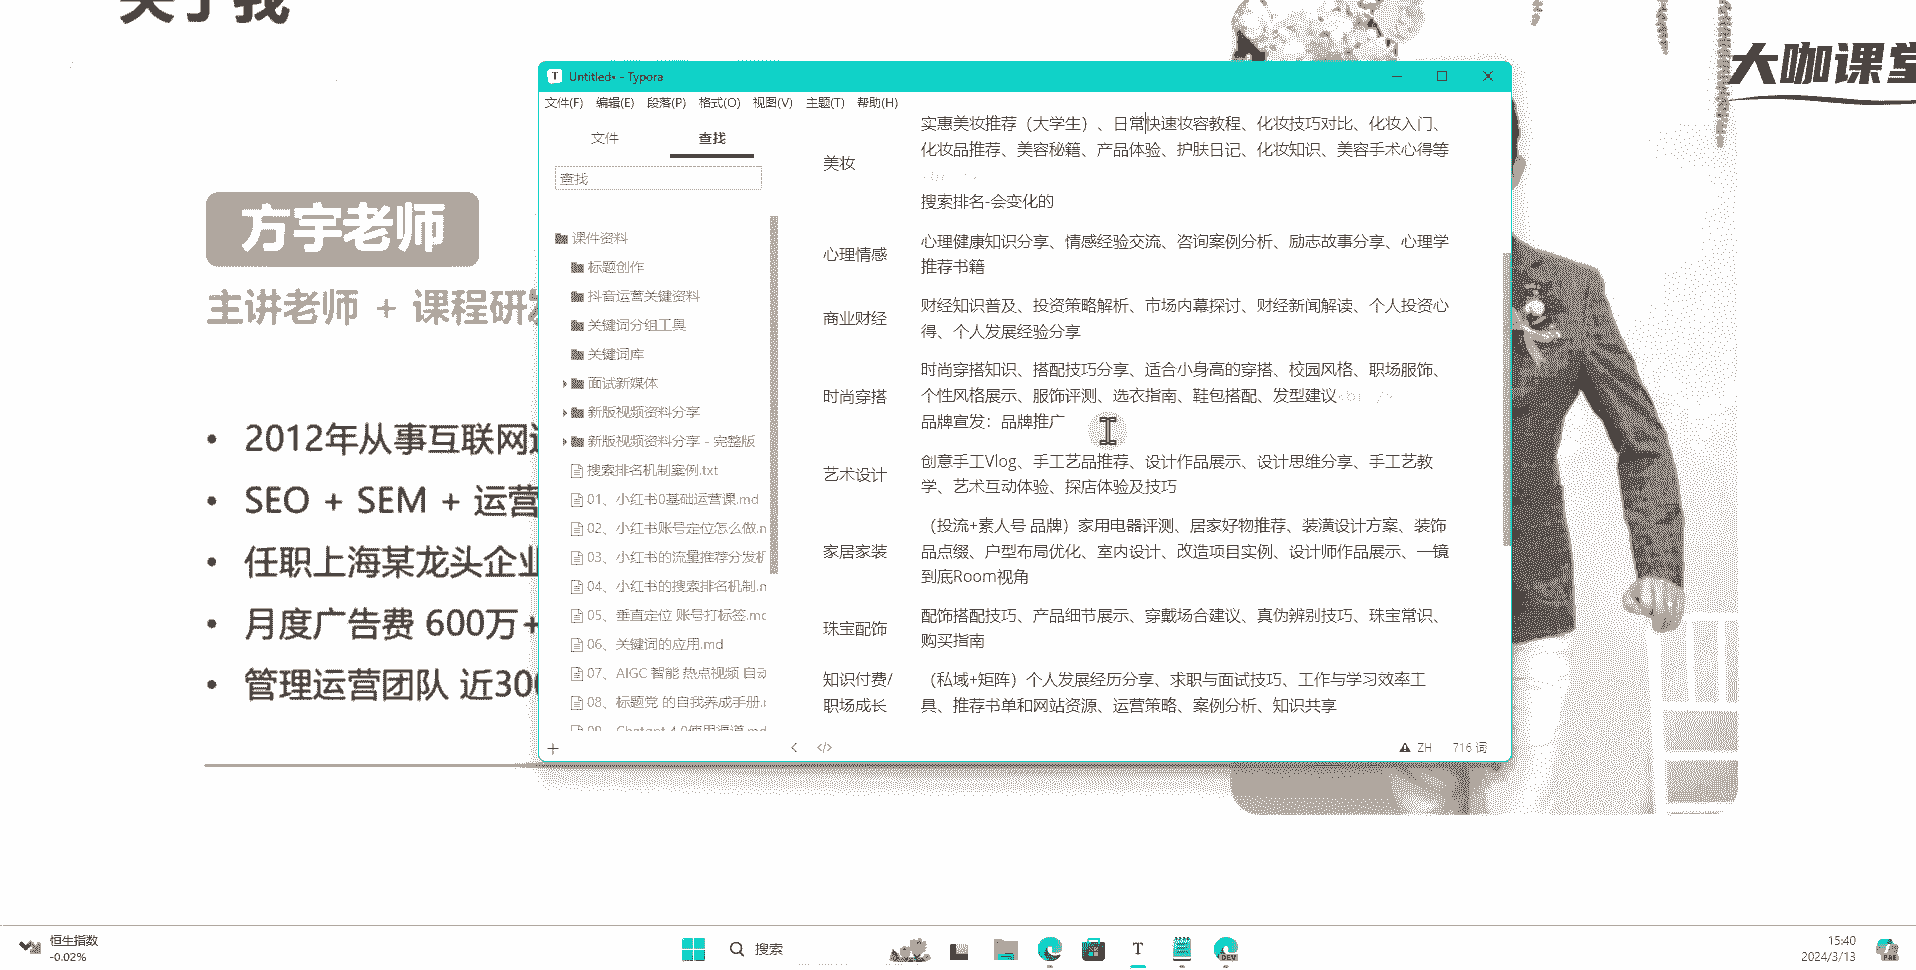 关于我
大咖课堂
方宇老师
主讲老师 + 课程研发
2012年从事互联网运
SEO + SEM + 运营
任职上海某龙头企业
月度广告费 600万+
管理运营团队 近300
Untitled• - Typora
文件(F) 编辑(E) 段落(P) 格式(O) 视图(V) 主题(T) 帮助(H)
文件 查找
查找
课件资料
标题创作
抖音运营关键资料
关键词分组工具
关键词库
面试新媒体
新版视频资料分享
新版视频资料分享 - 完整版
搜索排名机制案例.txt
01、小红书0基础运营课.md
02、小红书账号定位怎么做.m
03、小红书的流量推荐分发机
04、小红书的搜索排名机制.m
05、垂直定位 账号打标签.md
06、关键词的应用.md
07、AIGC 智能 热点视频 自动
08、标题党 的自我养成手册.
09、Chatgpt 4.0使用渠道.md
美妆
实惠美妆推荐（大学生）、日常快速妆容教程、化妆技巧对比、化妆入门、
化妆品推荐、美容秘籍、产品体验、护肤日记、化妆知识、美容手术心得等
搜索排名-会变化的
心理情感
心理健康知识分享、情感经验交流、咨询案例分析、励志故事分享、心理学
推荐书籍
商业财经
财经知识普及、投资策略解析、市场内幕探讨、财经新闻解读、个人投资心
得、个人发展经验分享
时尚穿搭
时尚穿搭知识、搭配技巧分享、适合小身高的穿搭、校园风格、职场服饰、
个性风格展示、服饰评测、选衣指南、鞋包搭配、发型建议<br />
品牌宣发：品牌推广
艺术设计
创意手工Vlog、手工艺品推荐、设计作品展示、设计思维分享、手工艺教
学、艺术互动体验、探店体验及技巧
家居家装
（投流+素人号 品牌）家用电器评测、居家好物推荐、装潢设计方案、装饰
品点缀、户型布局优化、室内设计、改造项目实例、设计师作品展示、一镜
到底Room视角
珠宝配饰
配饰搭配技巧、产品细节展示、穿戴场合建议、真伪辨别技巧、珠宝常识、
购买指南
知识付费/
职场成长
（私域+矩阵）个人发展经历分享、求职与面试技巧、工作与学习效率工
具、推荐书单和网站资源、运营策略、案例分析、知识共享
ZH 716 词
恒生指数
-0.02%
搜索
15:40
2024/3/13